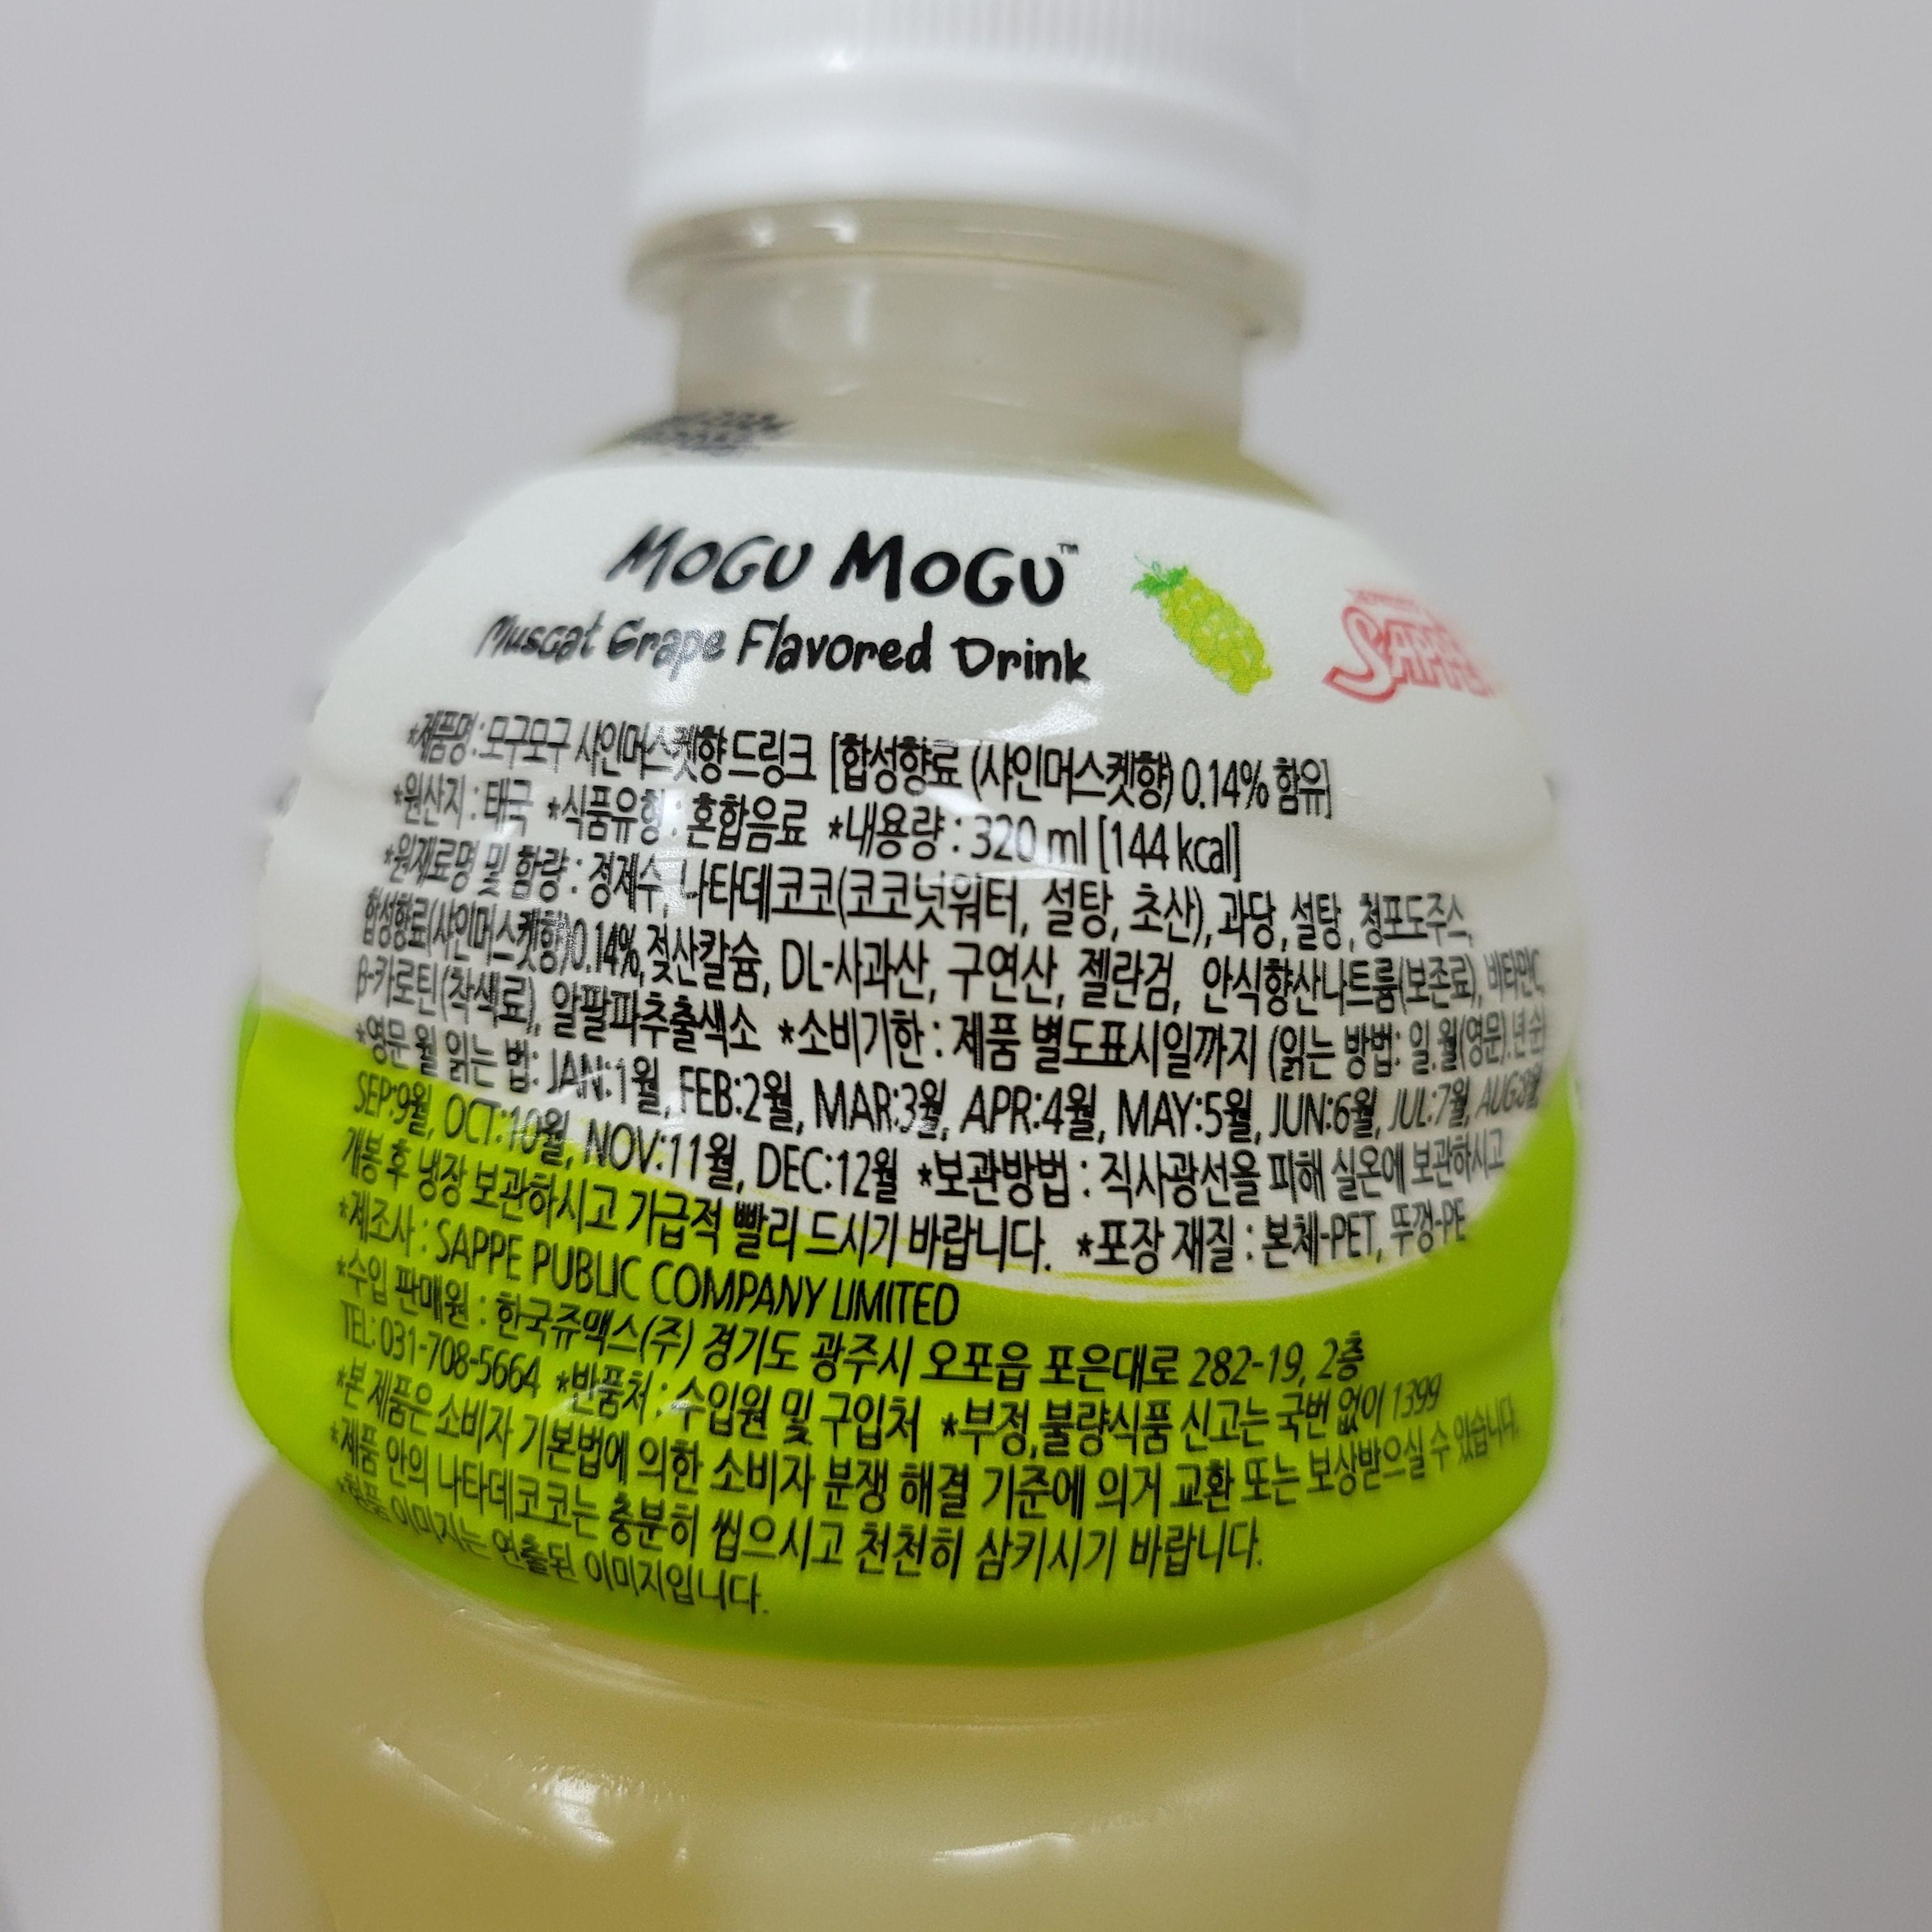 MOGU MOGU™
Muscat Grape Flavored Drink
SAPPE
*제품명 : 모구모구 샤인머스켓향 드링크 [합성향료 (샤인머스켓향) 0.14% 함유]
*원산지 : 태국 *식품유형 : 혼합음료 *내용량 : 320 ml [144 kcal]
*원재료명 및 함량 : 정제수, 나타데코코(코코넛워터, 설탕, 초산), 과당, 설탕, 청포도주스,
합성향료(샤인머스켓향)0.14%, 젖산칼슘, DL-사과산, 구연산, 젤란검, 안식향산나트륨(보존료), 비타민C,
β-카로틴(착색료), 알팔파추출색소 *소비기한 : 제품 별도표시일까지 (읽는 방법: 일.월(영문).년 순)
*영문 월 읽는 법: JAN:1월, FEB:2월, MAR:3월, APR:4월, MAY:5월, JUN:6월, JUL:7월, AUG:8월,
SEP:9월, OCT:10월, NOV:11월, DEC:12월 *보관방법 : 직사광선을 피해 실온에 보관하시고
개봉 후 냉장 보관하시고 가급적 빨리 드시기 바랍니다. *포장 재질 : 본체-PET, 뚜껑-PE
*제조사 : SAPPE PUBLIC COMPANY LIMITED
*수입 판매원 : 한국쥬맥스(주) 경기도 광주시 오포읍 포은대로 282-19, 2층
TEL: 031-708-5664 *반품처 : 수입원 및 구입처 *부정,불량식품 신고는 국번 없이 1399
*본 제품은 소비자 기본법에 의한 소비자 분쟁 해결 기준에 의거 교환 또는 보상받으실 수 있습니다.
*제품 안의 나타데코코는 충분히 씹으시고 천천히 삼키시기 바랍니다.
이미지는 연출된 이미지입니다.